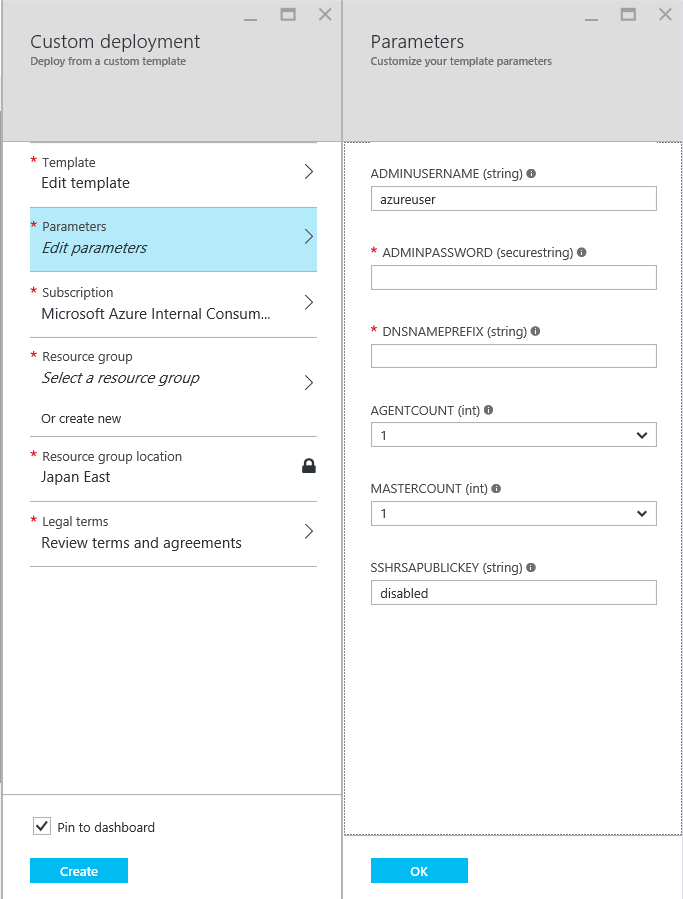 Custom deployment
Deploy from a custom template
* Template
Edit template
* Parameters
Edit parameters
* Subscription
Microsoft Azure Internal Consum...
* Resource group
Select a resource group
Or create new
* Resource group location
Japan East
* Legal terms
Review terms and agreements
Pin to dashboard
Create
Parameters
Customize your template parameters
ADMINUSERNAME (string)
azureuser
* ADMINPASSWORD (securestring)
* DNSNAMEPREFIX (string)
AGENTCOUNT (int)
1
MASTERCOUNT (int)
1
SSHRSAPUBLICKEY (string)
disabled
OK